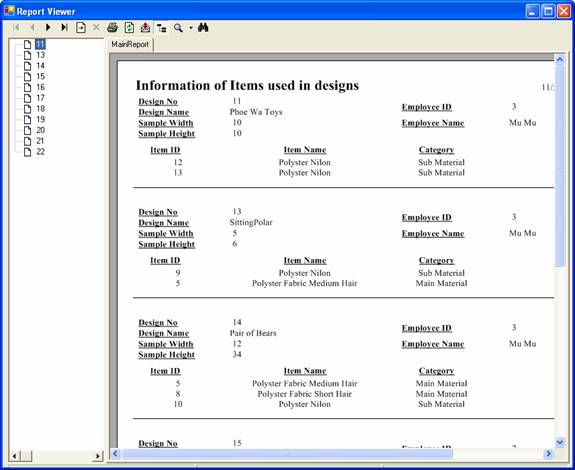 Report Viewer
MainReport
11
13
14
15
16
17
18
19
20
21
22
Information of Items used in designs
Design No 11
Design Name Phoe Wa Toys Employee ID 3
Sample Width 10 Employee Name Mu Mu
Sample Height 10
Item ID Item Name Category
12 Polyster Nilon Sub Material
13 Polyster Nilon Sub Material
Design No 13
Design Name SittingPolar Employee ID 3
Sample Width 5 Employee Name Mu Mu
Sample Height 6
Item ID Item Name Category
9 Polyster Nilon Sub Material
5 Polyster Fabric Medium Hair Main Material
Design No 14
Design Name Pair of Bears Employee ID 3
Sample Width 12 Employee Name Mu Mu
Sample Height 34
Item ID Item Name Category
5 Polyster Fabric Medium Hair Main Material
8 Polyster Fabric Short Hair Main Material
10 Polyster Nilon Sub Material
Design No 15